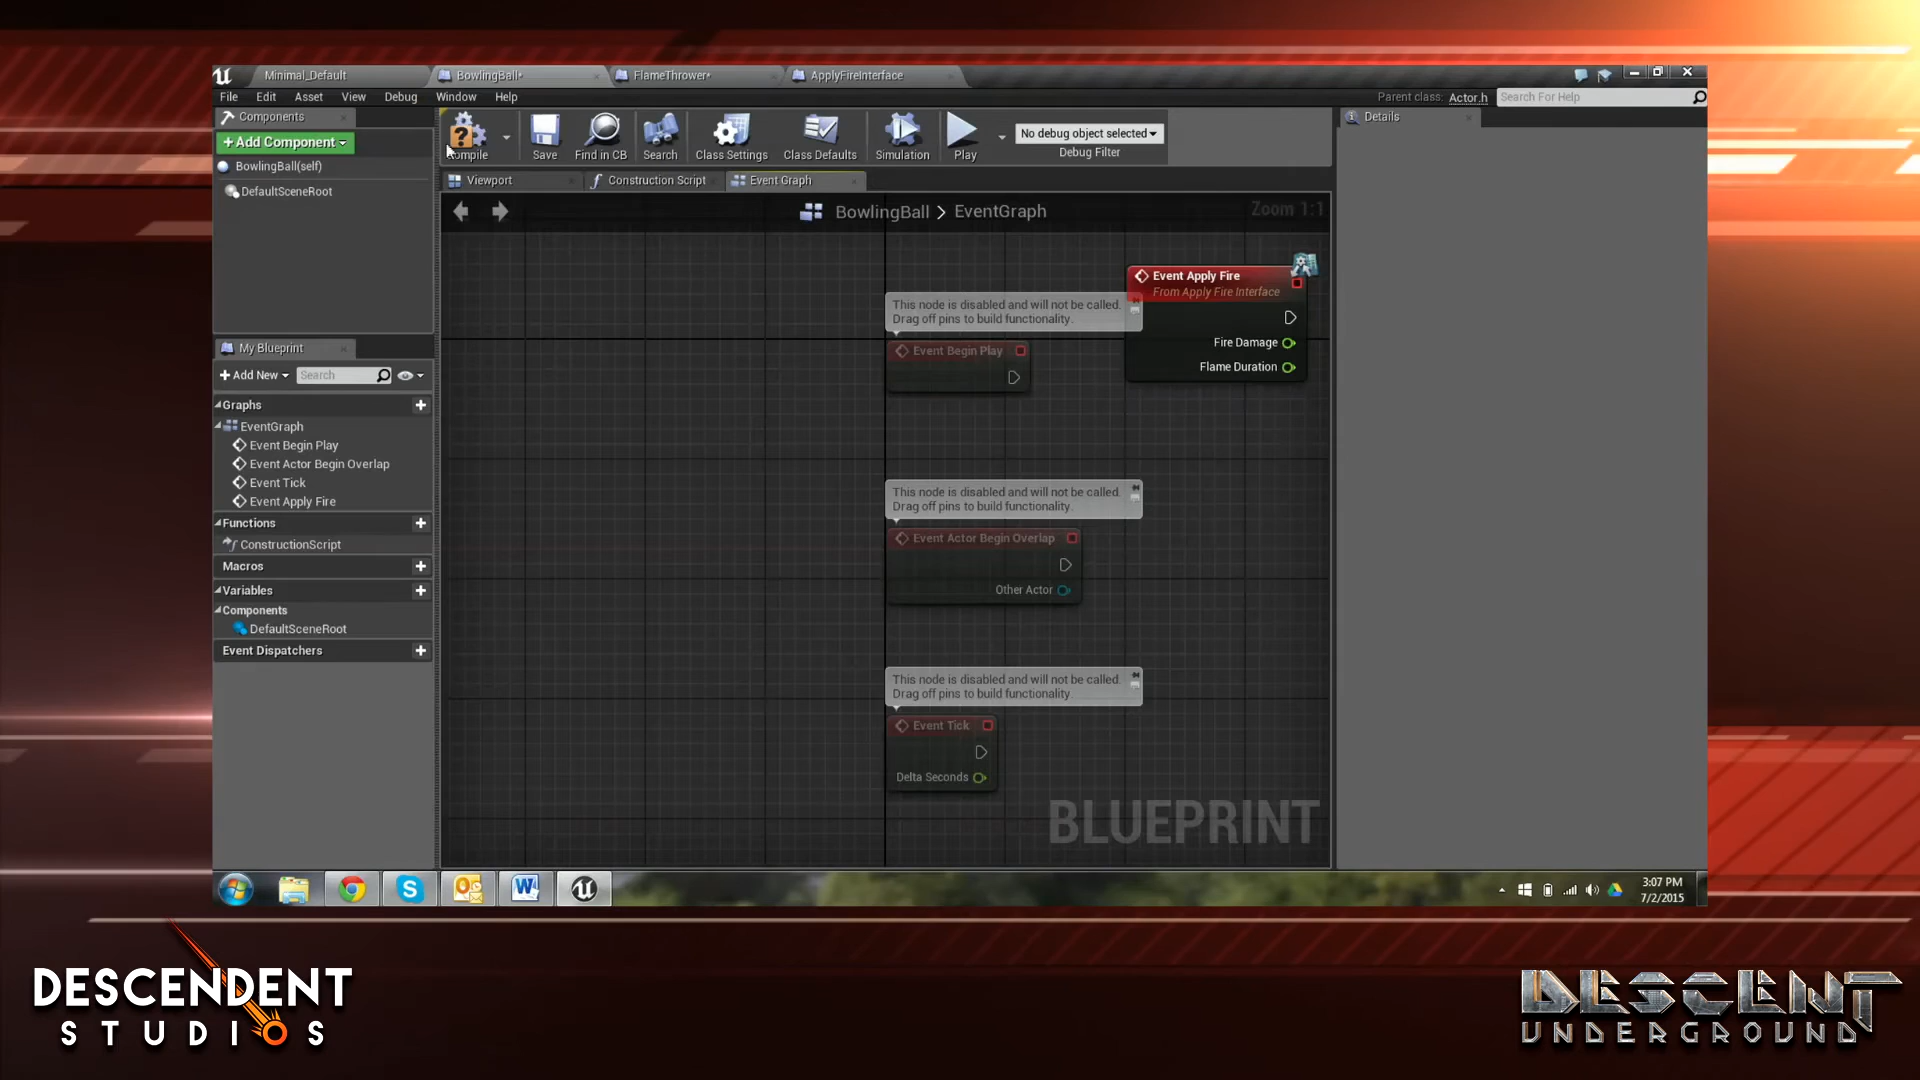 Minimal_Default
BowlingBall*
FlameThrower*
ApplyFireInterface
File Edit Asset View Debug Window Help
Parent class: Actor.h
Search For Help
Components
+Add Component
BowlingBall(self)
DefaultSceneRoot
Compile
Save
Find in CB
Search
Class Settings
Class Defaults
Simulation
Play
No debug object selected
Debug Filter
Details
Viewport
Construction Script
Event Graph
BowlingBall > EventGraph
Zoom 1:1
Event Apply Fire
From Apply Fire Interface
Fire Damage
Flame Duration
This node is disabled and will not be called.
Drag off pins to build functionality.
Event Begin Play
This node is disabled and will not be called.
Drag off pins to build functionality.
Event Actor Begin Overlap
Other Actor
This node is disabled and will not be called.
Drag off pins to build functionality.
Event Tick
Delta Seconds
BLUEPRINT
My Blueprint
+Add New
Search
Graphs
EventGraph
Event Begin Play
Event Actor Begin Overlap
Event Tick
Event Apply Fire
Functions
ConstructionScript
Macros
Variables
Components
DefaultSceneRoot
Event Dispatchers
3:07 PM
7/2/2015
DESCENDENT
STUDIOS
DESCENT
UNDERGROUND